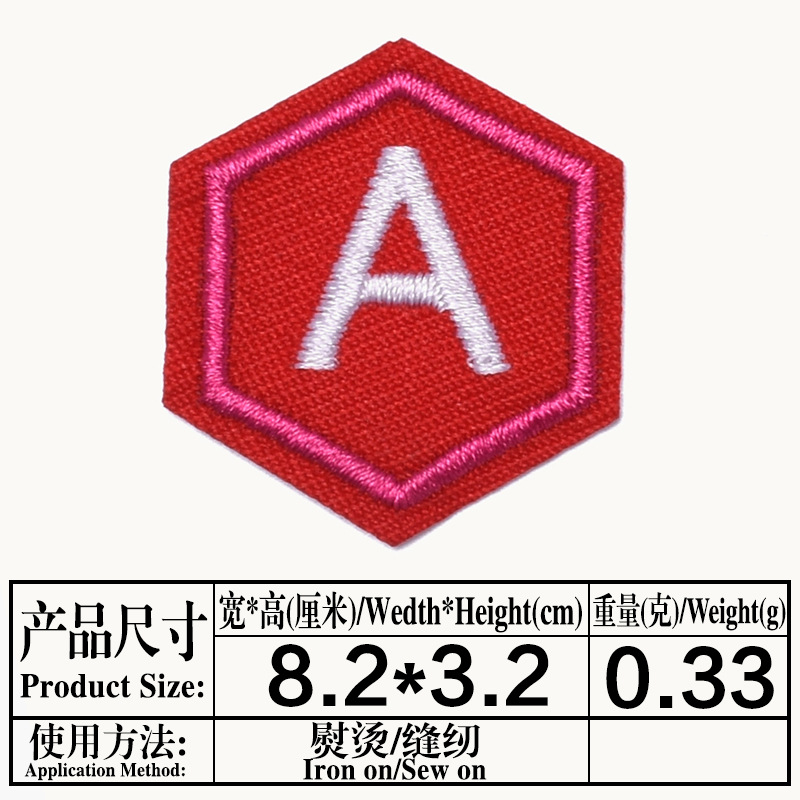 A
产品尺寸
Product Size:
宽*高(厘米)/Wedth*Height(cm)
8.2*3.2
重量(克)/Weight(g)
0.33
使用方法:
Application Method:
熨烫/缝纫
Iron on/Sew on